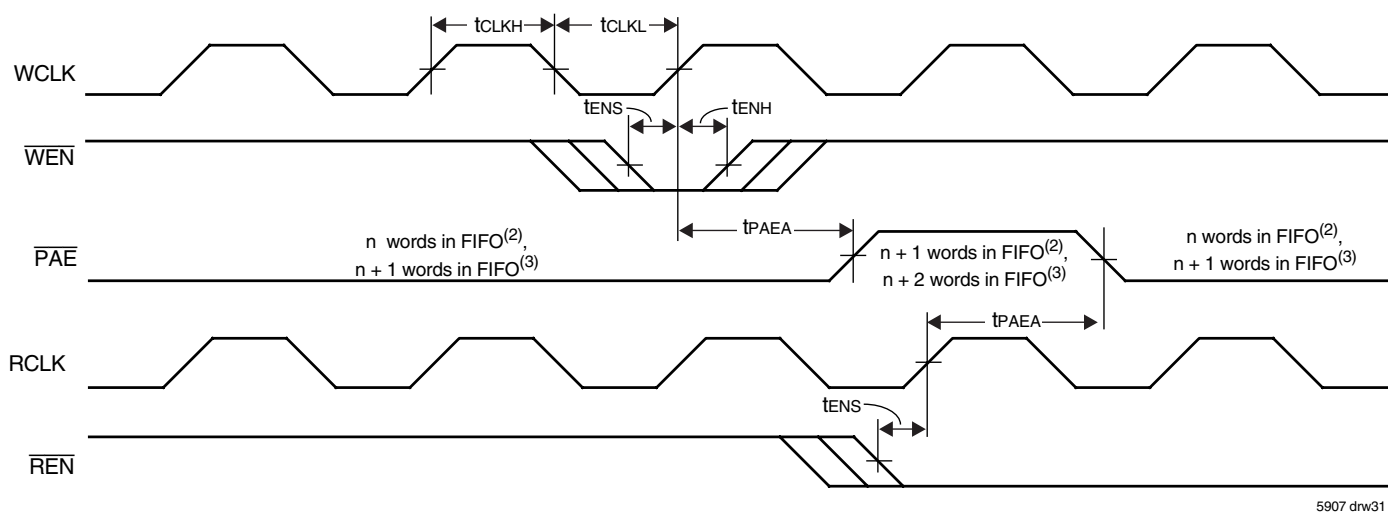 tCLKH
tCLKL
WCLK
tENS
tENH
WEN
tPAEA
PAE
n words in FIFO(2),
n + 1 words in FIFO(3)
n + 1 words in FIFO(2),
n + 2 words in FIFO(3)
n words in FIFO(2),
n + 1 words in FIFO(3)
tPAEA
RCLK
tENS
REN
5907 drw31